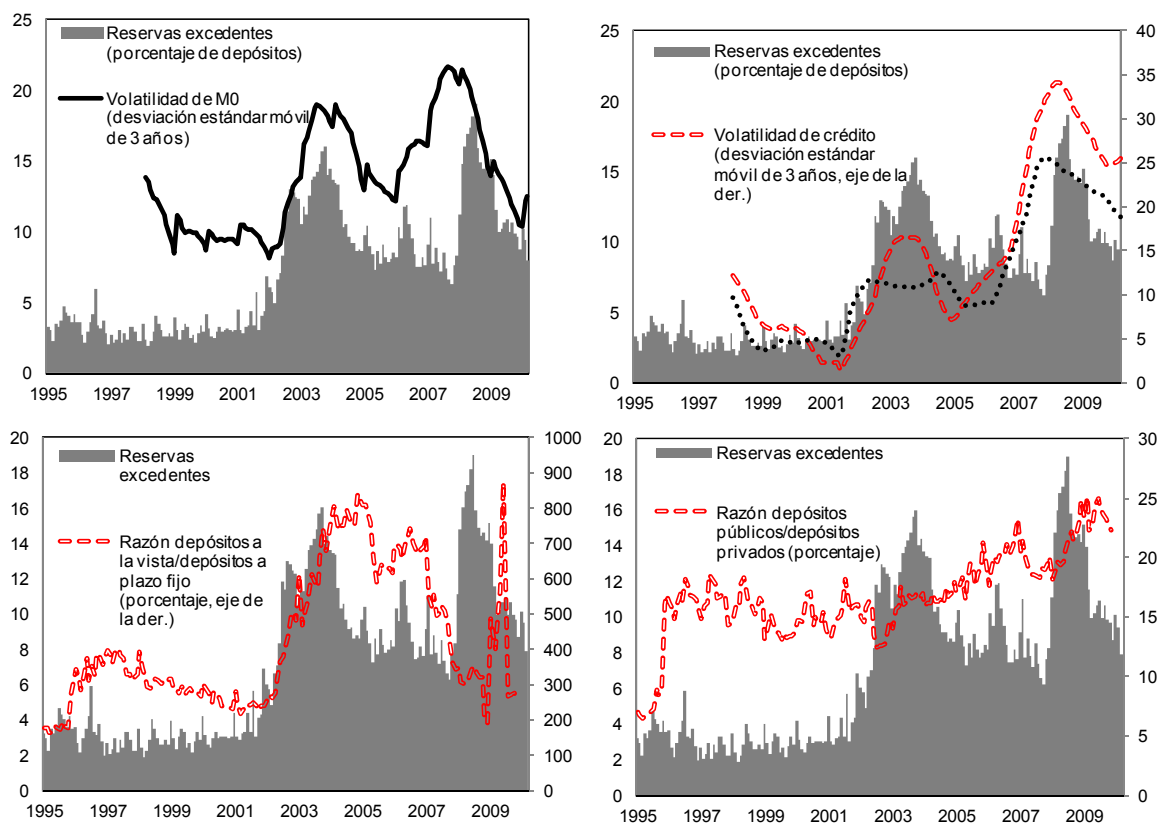 25
20
15
10
5
0
Reservas excedentes
(porcentaje de depósitos)
Volatilidad de M0
(desviación estándar móvil
de 3 años)
1995 1997 1999 2001 2003 2005 2007 2009
25
20
15
10
5
0
Reservas excedentes
(porcentaje de depósitos)
Volatilidad de crédito
(desviación estándar
móvil de 3 años, eje de la
der.)
40
35
30
25
20
15
10
5
0
1995 1997 1999 2001 2003 2005 2007 2009
20
18
16
14
12
10
8
6
4
2
0
Reservas
excedentes
Razón depósitos a
la vista/depósitos a
plazo fijo
(porcentaje, eje de
la der.)
1000
900
800
700
600
500
400
300
200
100
0
1995 1997 1999 2001 2003 2005 2007 2009
20
18
16
14
12
10
8
6
4
2
0
Reservas excedentes
Razón depósitos
públicos/depósitos
privados (porcentaje)
30
25
20
15
10
5
0
1995 1997 1999 2001 2003 2005 2007 2009